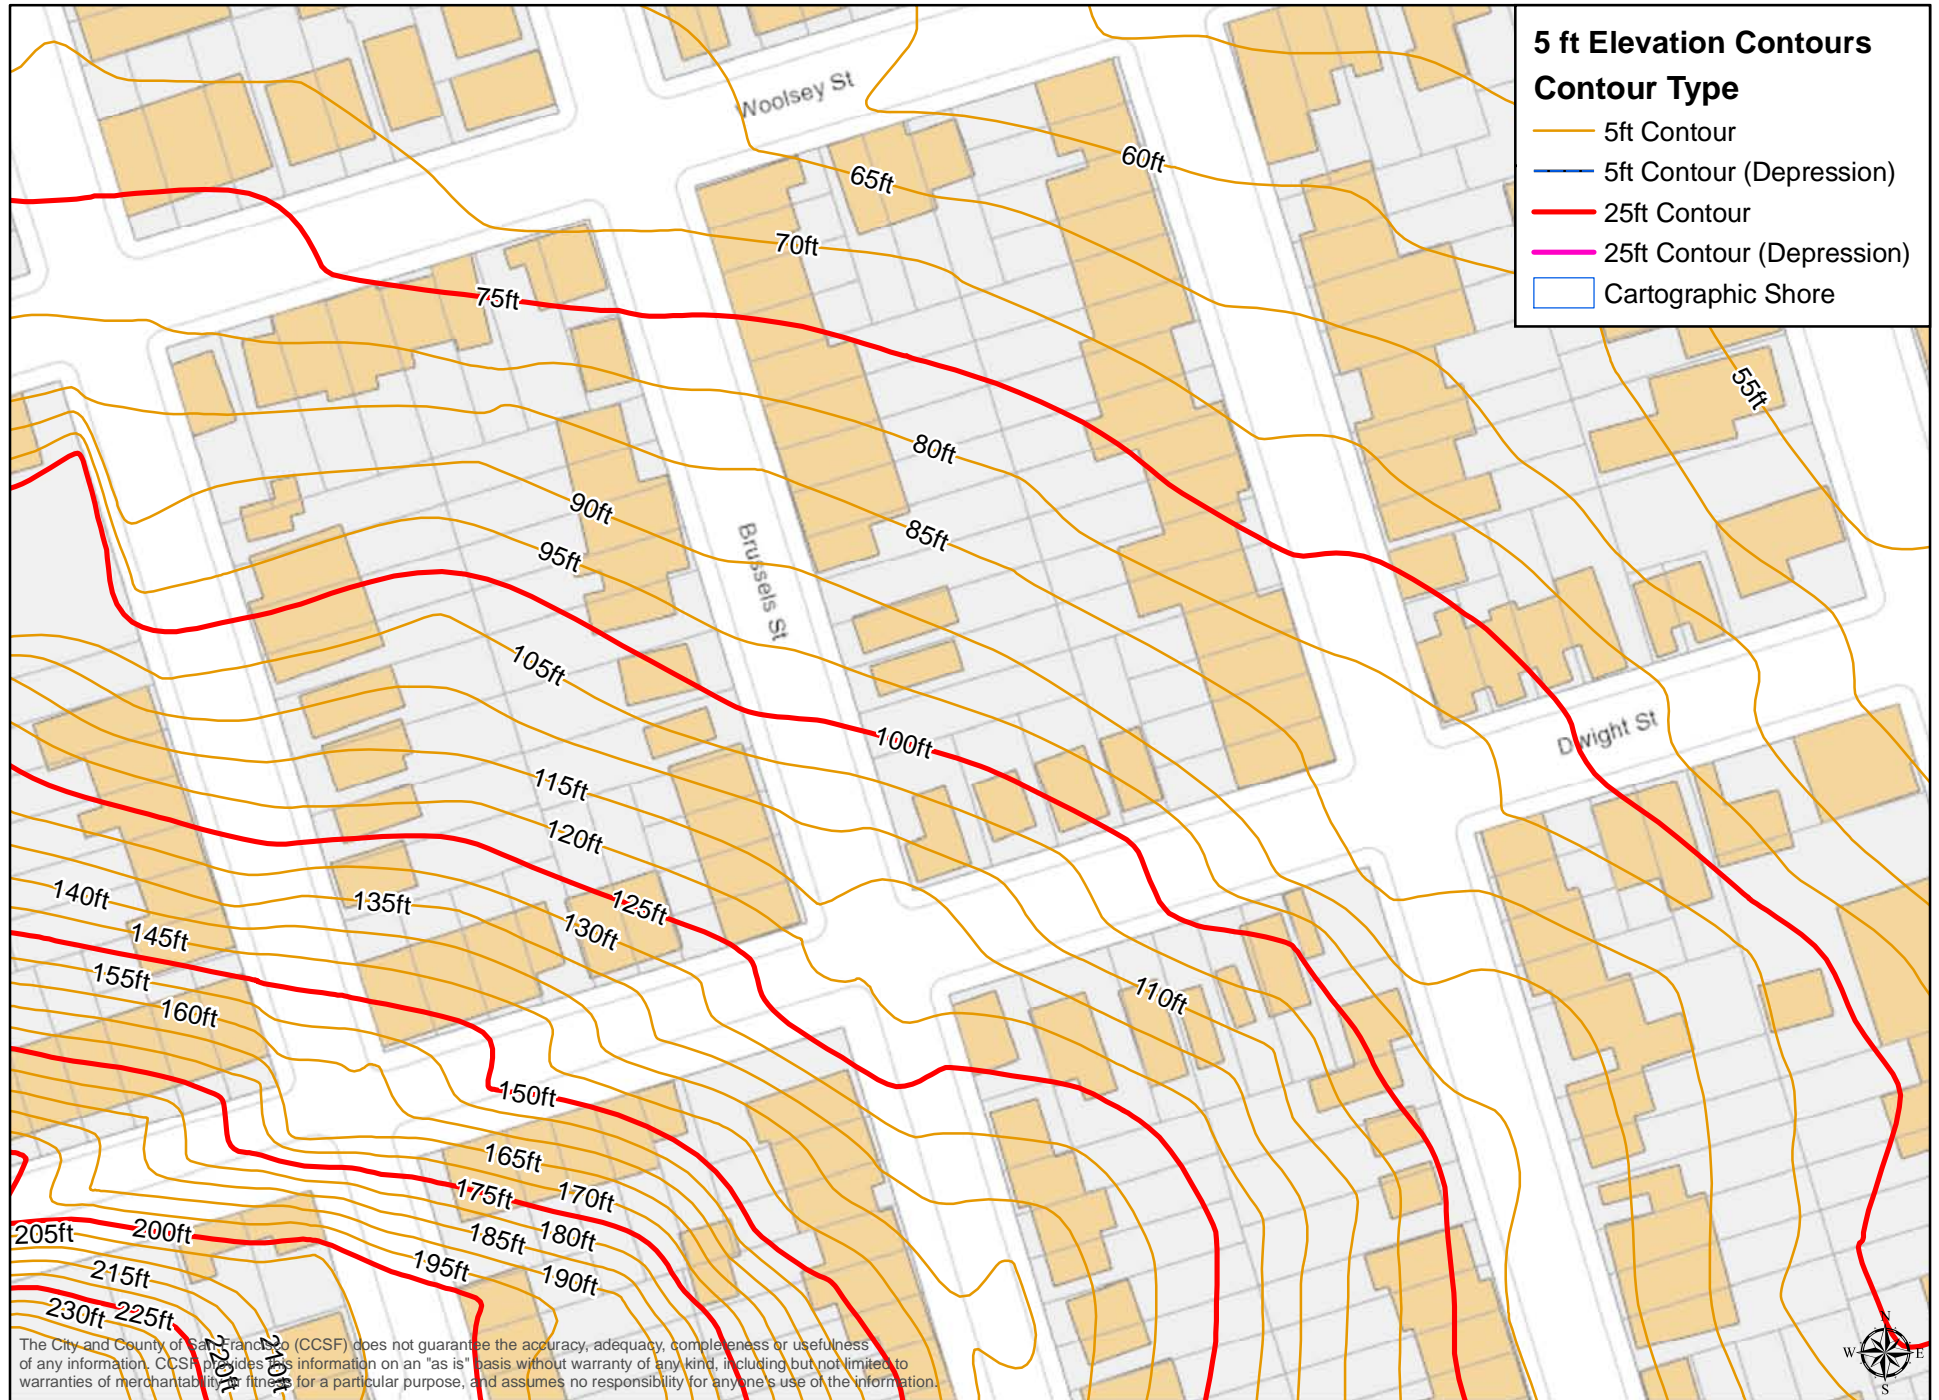 5 ft Elevation Contours
Contour Type
5ft Contour
5ft Contour (Depression)
25ft Contour
25ft Contour (Depression)
Cartographic Shore
Woolsey St
60ft
65ft
70ft
75ft
55ft
80ft
90ft
85ft
95ft
Brussels St
105ft
100ft
Dwight St
115ft
120ft
140ft
135ft
125ft
130ft
145ft
155ft
110ft
160ft
150ft
165ft
175ft
170ft
205ft
200ft
185ft
180ft
195ft
215ft
190ft
230ft
225ft
220ft
210ft
N
W
E
S
The City and County of San Francisco (CCSF) does not guarantee the accuracy, adequacy, completeness or usefulness
of any information. CCSF provides this information on an "as is" basis without warranty of any kind, including but not limited to
warranties of merchantability or fitness for a particular purpose, and assumes no responsibility for anyone's use of the information.